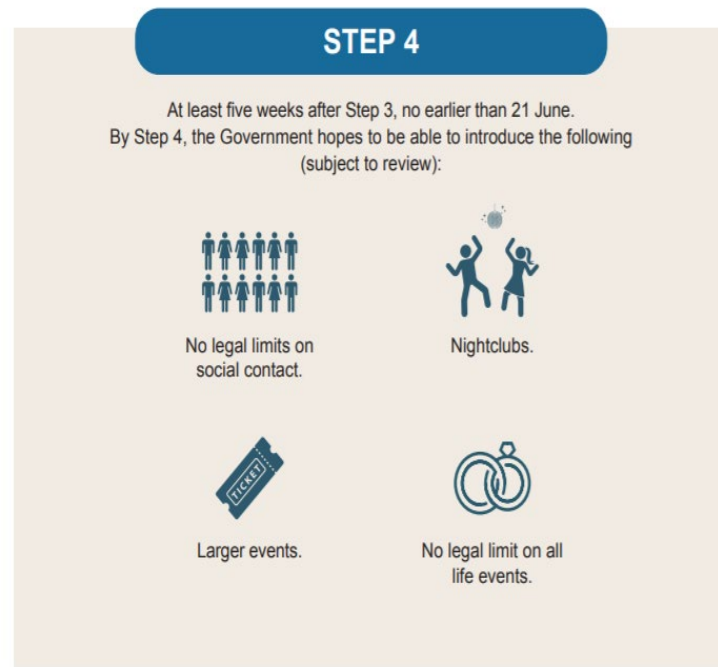 STEP 4
At least five weeks after Step 3, no earlier than 21 June.
By Step 4, the Government hopes to be able to introduce the following
(subject to review):
No legal limits on
social contact.
Nightclubs.
TICKET
Larger events.
No legal limit on all
life events.